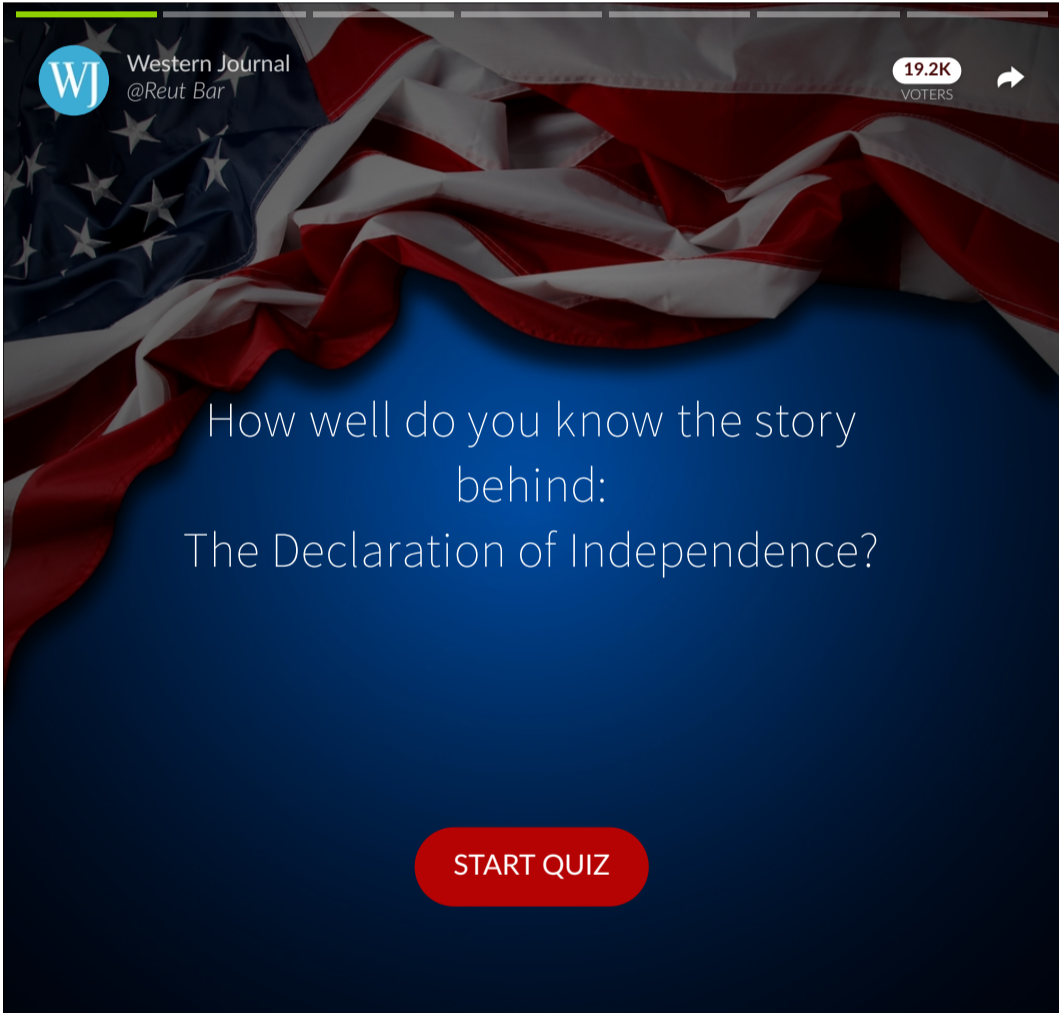 WJ
Western Journal
@Reut Bar
19.2K
VOTERS
How well do you know the story
behind:
The Declaration of Independence?
START QUIZ